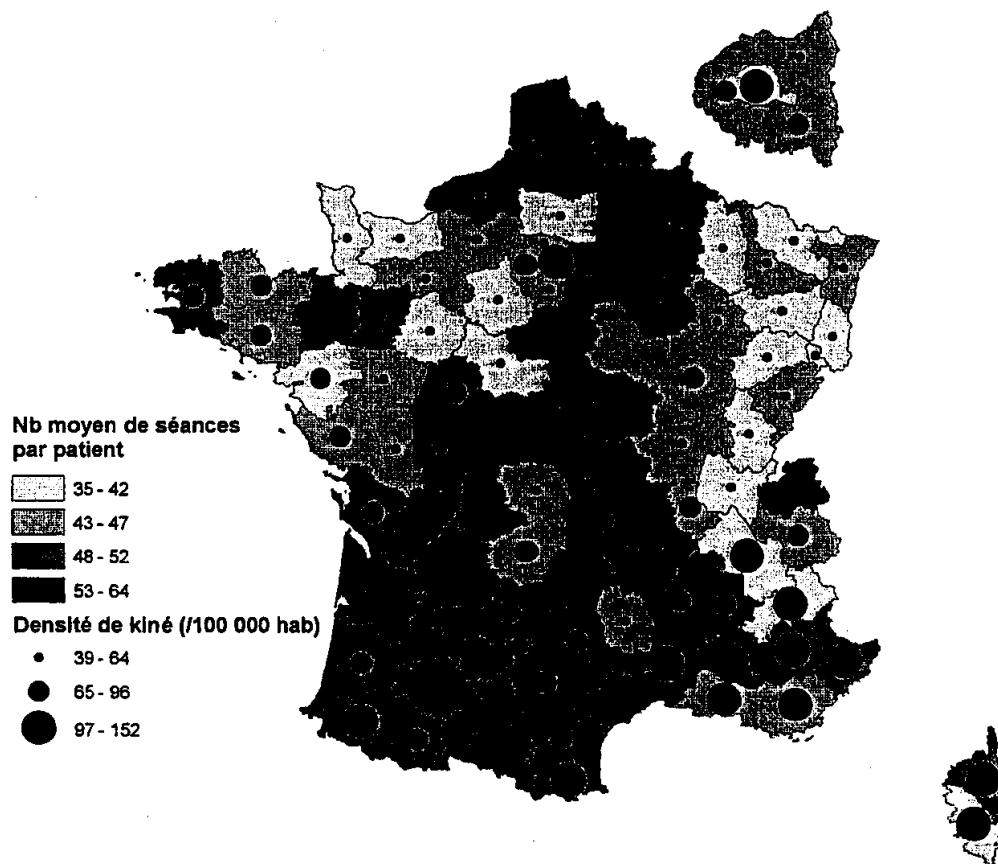 Nb moyen de séances
par patient
35 - 42
43 - 47
48 - 52
53 - 64
Densité de kiné (/100 000 hab)
39 - 64
65 - 96
97 - 152